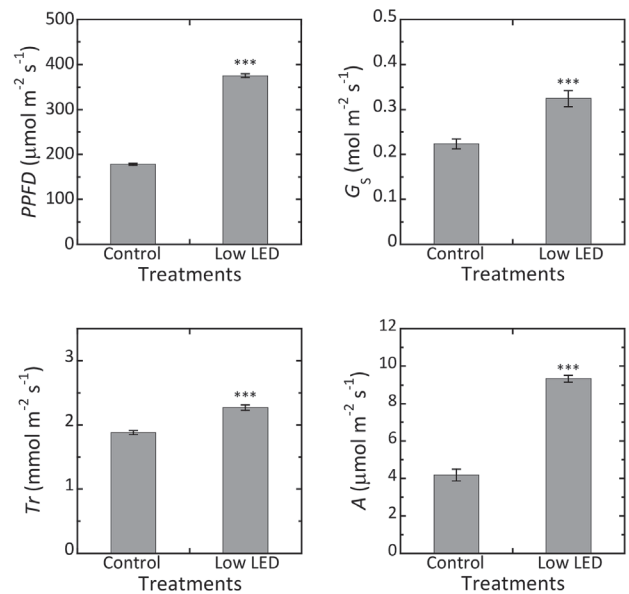 PPFD (µmol m⁻² s⁻¹)
500
400
300
200
100
0
***
Control
Low LED
Treatments
G s (mol m⁻² s⁻¹)
0.5
0.4
0.3
0.2
0.1
0
***
Control
Low LED
Treatments
Tr (mmol m⁻² s⁻¹)
3
2
1
0
***
Control
Low LED
Treatments
A (µmol m⁻² s⁻¹)
12
10
8
6
4
2
0
***
Control
Low LED
Treatments